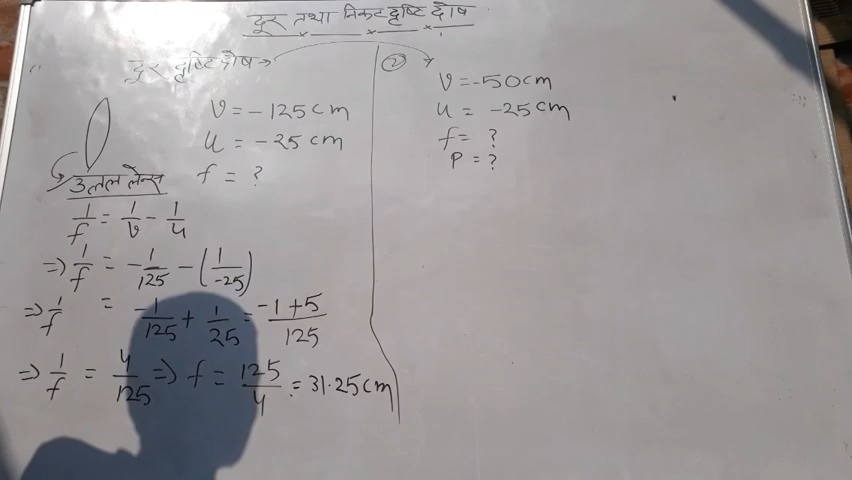 दूर तथा निकट दृष्टि दोष
दूर दृष्टि दोष →
v = -125 cm
u = -25 cm
f = ?
उत्तल लेन्स
1/f = 1/v - 1/u
=> 1/f = -1/125 - (1/-25)
=> 1/f = -1/125 + 1/25 = -1+5/125
=> 1/f = 4/125 => f = 125/4 = 31.25 cm
②
v = -50 cm
u = -25 cm
f = ?
P = ?